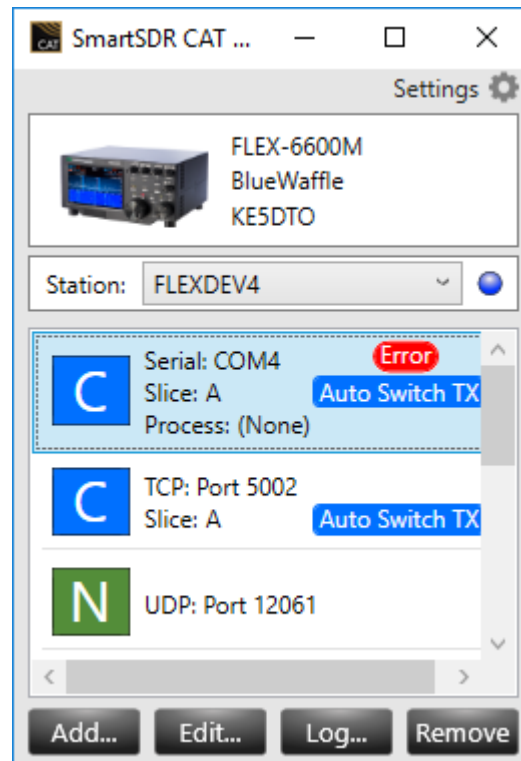 CAT SmartSDR CAT ...
Settings
FLEX-6600M
BlueWaffle
KE5DTO
Station: FLEXDEV4
C
Serial: COM4 Error
Slice: A Auto Switch TX
Process: (None)
C
TCP: Port 5002
Slice: A Auto Switch TX
N
UDP: Port 12061
Add... Edit... Log... Remove